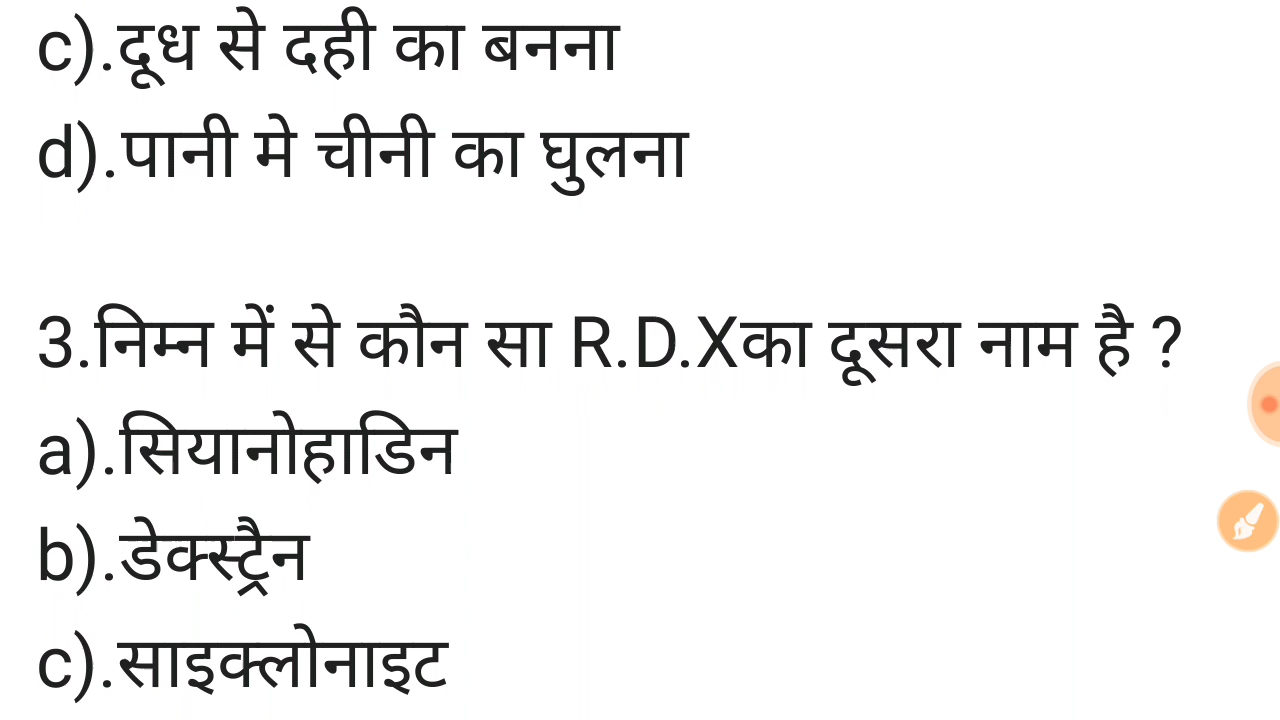 c).दूध से दही का बनना
d).पानी मे चीनी का घुलना
3.निम्न में से कौन सा R.D.Xका दूसरा नाम है ?
a).सियानोहाडिन
b).डेक्स्ट्रैन
c).साइक्लोनाइट